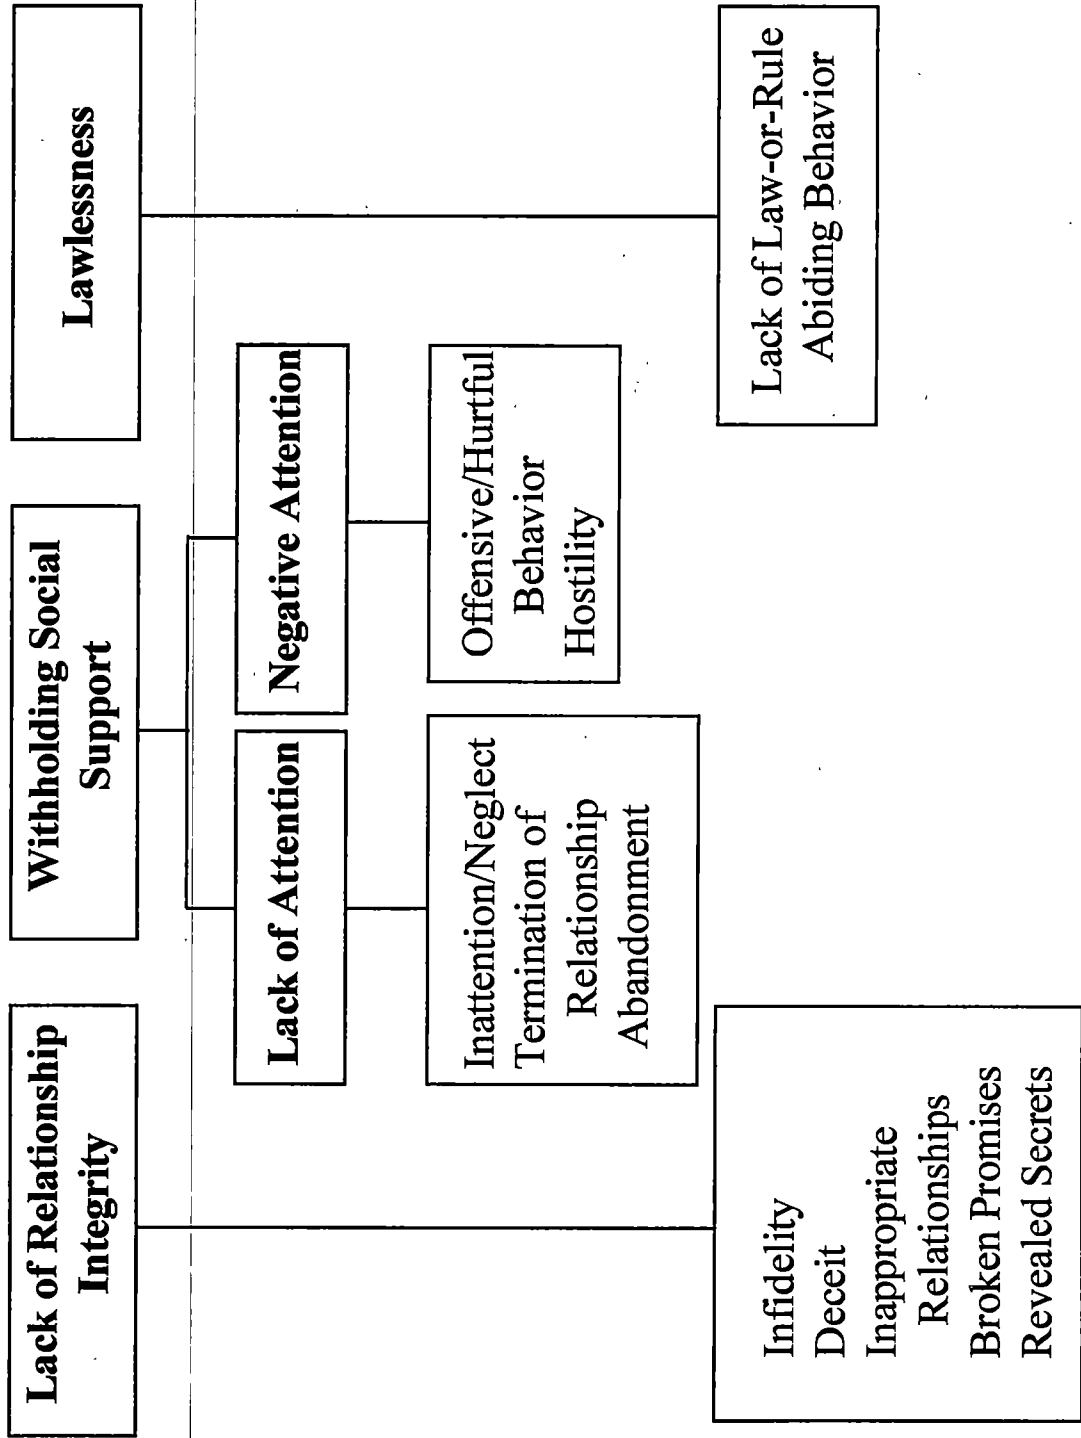 Lack of Relationship
Integrity
Withholding Social
Support
Lawlessness
Lack of Attention
Negative Attention
Inattention/Neglect
Termination of
Relationship
Abandonment
Offensive/Hurtful
Behavior
Hostility
Infidelity
Deceit
Inappropriate
Relationships
Broken Promises
Revealed Secrets
Lack of Law-or-Rule
Abiding Behavior